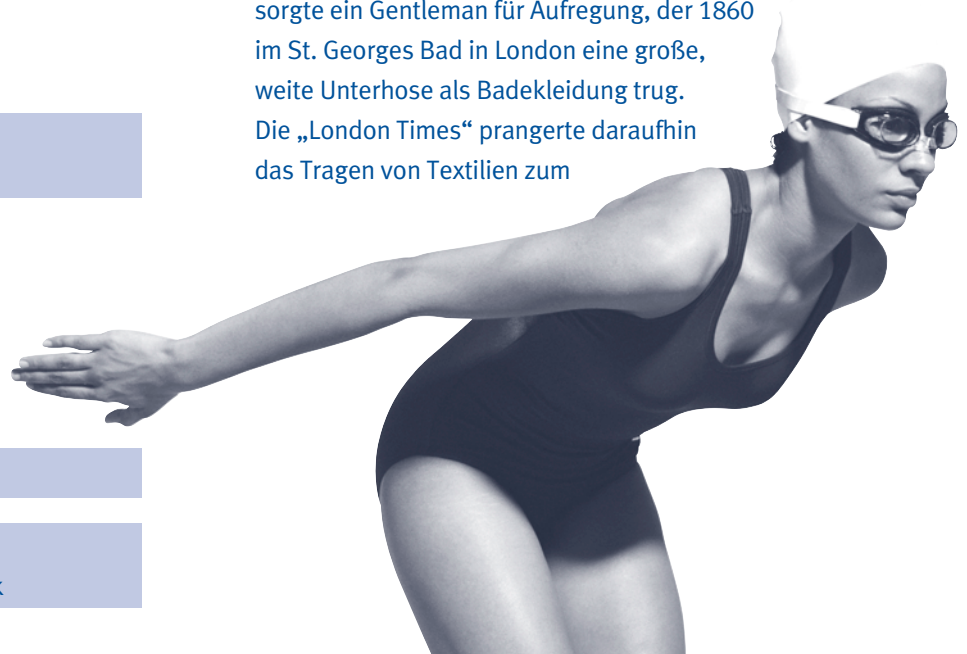 sorgte ein Gentleman für Aufregung, der 1860
im St. Georges Bad in London eine große,
weite Unterhose als Badekleidung trug.
Die „London Times“ prangerte daraufhin
das Tragen von Textilien zum